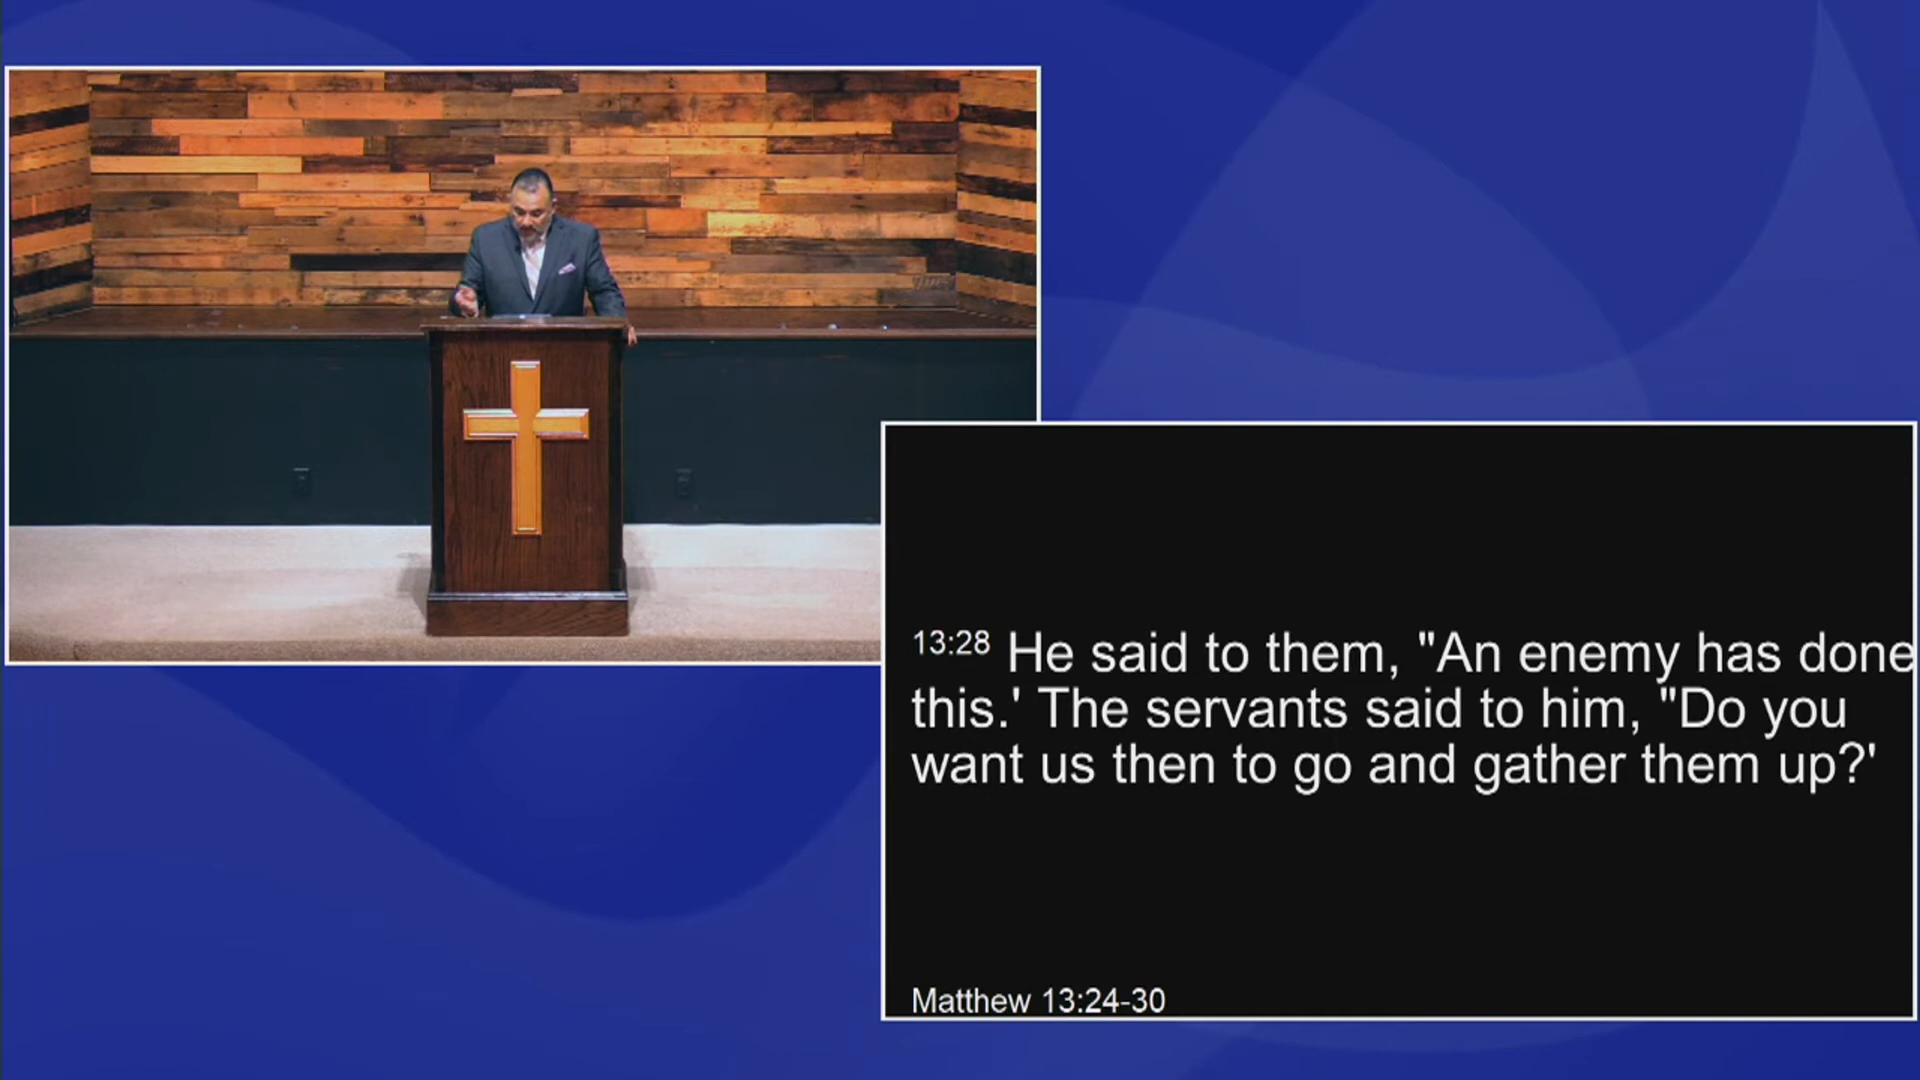 13:28 He said to them, "An enemy has done
this.' The servants said to him, "Do you
want us then to go and gather them up?'
Matthew 13:24-30